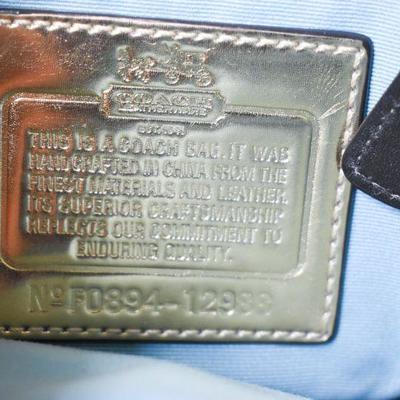 COACH
THIS IS A COACH BAG. IT WAS
HANDCRAFTED IN CHINA FROM THE
FINEST MATERIALS AND LEATHER.
ITS SUPERIOR CRAFTSMANSHIP
REFLECTS OUR COMMITMENT TO
ENDURING QUALITY.
Nº F0894-12983